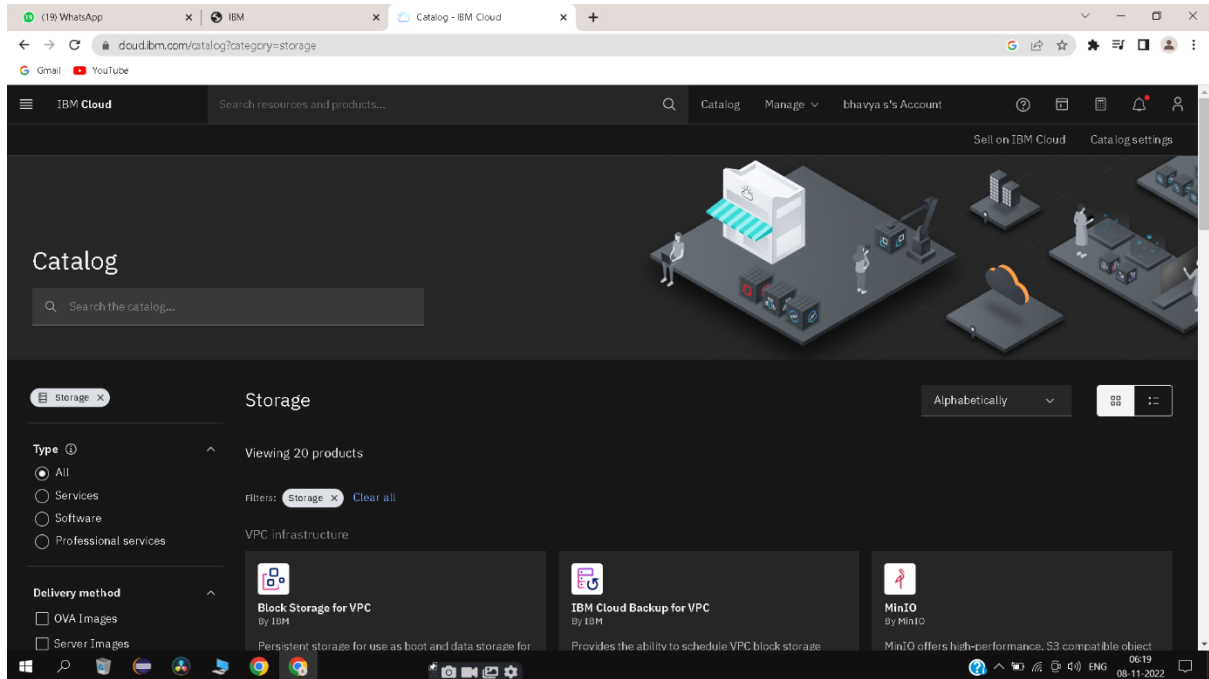 (19) WhatsApp
IBM
Catalog - IBM Cloud
cloud.ibm.com/catalog?category=storage
Gmail
YouTube
IBM Cloud
Search resources and products...
Catalog
Manage
bhavya s's Account
Sell on IBM Cloud
Catalog settings
Catalog
Search the catalog...
Storage
Storage
Alphabetically
Type
Viewing 20 products
All
Services
Filters: Storage Clear all
Software
Professional services
VPC infrastructure
Delivery method
OVA Images
Server Images
Block Storage for VPC
By IBM
Persistent storage for use as boot and data storage for
IBM Cloud Backup for VPC
By IBM
Provides the ability to schedule VPC block storage
MinIO
By MinIO
MinIO offers high-performance, S3 compatible object
ENG
06:19
08-11-2022